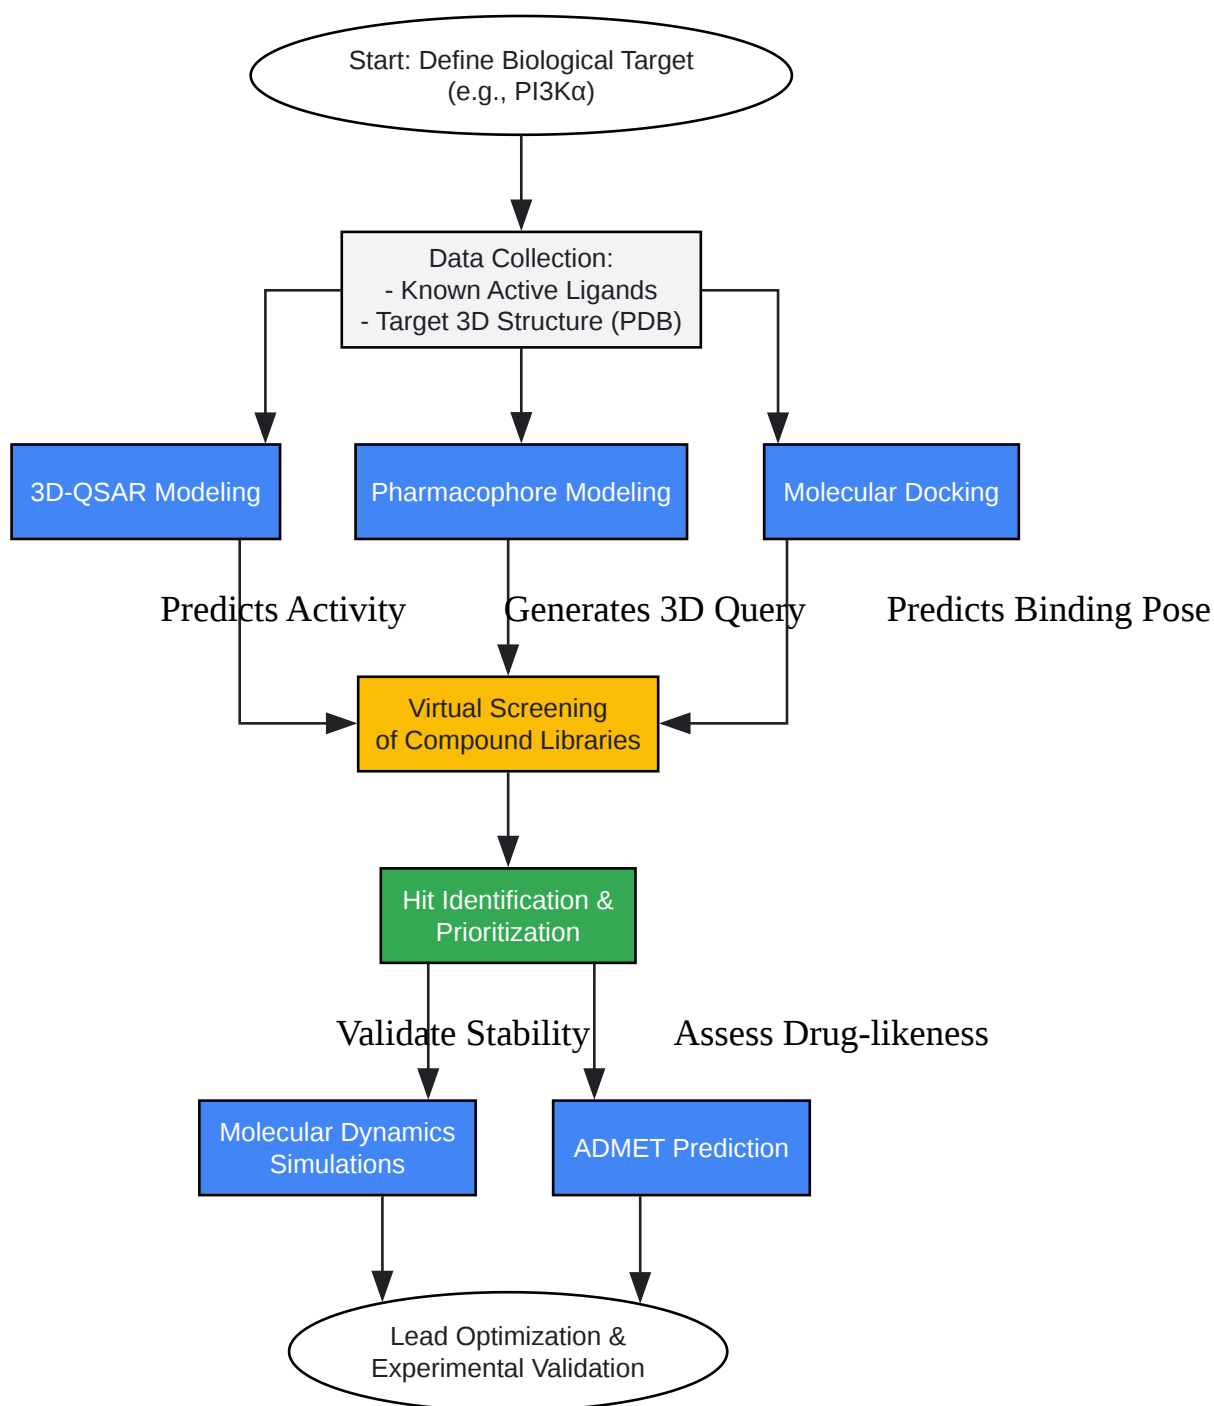 Start: Define Biological Target
(e.g., PI3Kα)
Data Collection:
- Known Active Ligands
- Target 3D Structure (PDB)
3D-QSAR Modeling
Pharmacophore Modeling
Molecular Docking
Predicts Activity
Generates 3D Query
Predicts Binding Pose
Virtual Screening
of Compound Libraries
Hit Identification &
Prioritization
Validate Stability
Assess Drug-likeness
Molecular Dynamics
Simulations
ADMET Prediction
Lead Optimization &
Experimental Validation